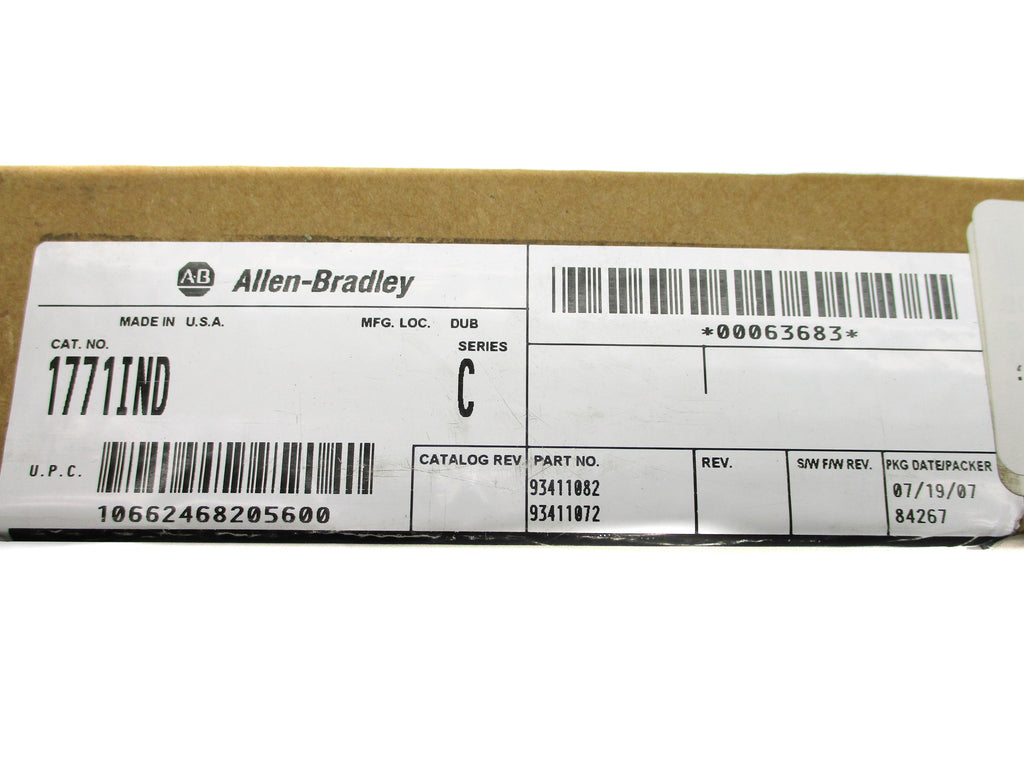 A-B Allen-Bradley
MADE IN U.S.A. MFG. LOC. DUB
CAT. NO. SERIES
1771IND C
U.P.C.
10662468205600
*00063683*
CATALOG REV. PART NO. REV. S/W F/W REV. PKG DATE/PACKER
93411082 07/19/07
93411072 84267